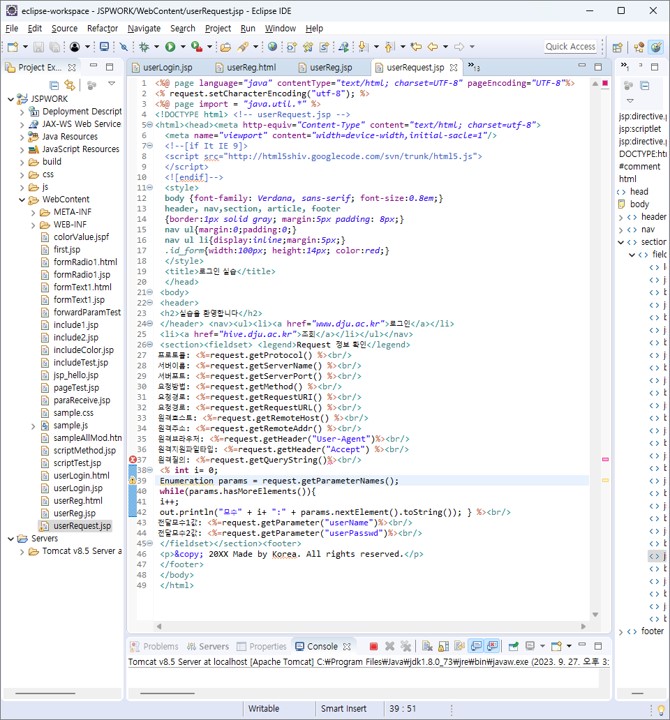 eclipse-workspace - JSPWORK/WebContent/userRequest.jsp - Eclipse IDE
File Edit Source Refactor Navigate Search Project Run Window Help
Quick Access
Project Ex...
userLogin.jsp
userReg.html
userReg.jsp
userRequest.jsp
»13
JSPWORK
Deployment Descript
JAX-WS Web Service
Java Resources
JavaScript Resources
build
css
js
WebContent
META-INF
WEB-INF
colorValue.jspf
first.jsp
formRadio1.html
formRadio1.jsp
formText1.html
formText1.jsp
forwardParamTest
include1.jsp
include2.jsp
includeColor.jsp
includeTest.jsp
jsp_hello.jsp
pageTest.jsp
paraReceive.jsp
sample.css
sample.js
sampleAllMod.htm
scriptMethod.jsp
scriptTest.jsp
userLogin.html
userLogin.jsp
userReg.html
userReg.jsp
userRequest.jsp
Servers
Tomcat v8.5 Server a
1 <%@ page language="java" contentType="text/html; charset=UTF-8" pageEncoding="UTF-8"%>
2 <% request.setCharacterEncoding("utf-8"); %>
3 <%@ page import = "java.util.*" %>
4 <!DOCTYPE html> <!-- userRequest.jsp -->
5 <html><head><meta http-equiv="Content-Type" content="text/html; charset=utf-8">
6 <meta name="viewport" content="width=device-width,initial-sacle=1"/>
7 <!--[if It IE 9]>
8 <script src="http://html5shiv.googlecode.com/svn/trunk/html5.js">
9 </script>
10 <![endif]-->
11 <style>
12 body {font-family: Verdana, sans-serif; font-size:0.8em;}
13 header, nav,section, article, footer
14 {border:1px solid gray; margin:5px padding: 8px;}
15 nav ul{margin:0;padding:0;}
16 nav ul li{display:inline;margin:5px;}
17 .id_form{width:100px; height:14px; color:red;}
18 </style>
19 <title>로그인 실습</title>
20 </head>
21 <body>
22 <header>
23 <h2>실습을 환영합니다</h2>
24 </header> <nav><ul><li><a href="www.dju.ac.kr">로그인</a></li>
25 <li><a href="hive.dju.ac.kr">조회</a></li></ul></nav>
26 <section><fieldset> <legend>Request 정보 확인</legend>
27 프로토콜: <%=request.getProtocol() %><br/>
28 서버이름: <%=request.getServerName() %><br/>
29 서버포트: <%=request.getServerPort() %><br/>
30 요청방법: <%=request.getMethod() %><br/>
31 요청경로: <%=request.getRequestURI() %><br/>
32 요청경로: <%=request.getRequestURL() %><br/>
33 원격호스트: <%=request.getRemoteHost() %><br/>
34 원격주소: <%=request.getRemoteAddr() %><br/>
35 원격브라우저: <%=request.getHeader("User-Agent")%><br/>
36 원격지원파일타입: <%=request.getHeader("Accept") %><br/>
37 원격질의: <%=request.getQueryString()%><br/>
38 <% int i= 0;
39 Enumeration params = request.getParameterNames();
40 while(params.hasMoreElements()){
41 i++;
42 out.println("모수" + i+ ":" + params.nextElement().toString()); } %><br/>
43 전달모수1값: <%=request.getParameter("userName")%><br/>
44 전달모수2값: <%=request.getParameter("userPasswd")%><br/>
45 </fieldset></section><footer>
46 <p>&copy; 20XX Made by Korea. All rights reserved.</p>
47 </footer>
48 </body>
49 </html>
jsp:directive.p
jsp:scriptlet
jsp:directive.p
DOCTYPE:ht
#comment
html
head
body
header
nav
section
field
footer
Problems
Servers
Properties
Console
Tomcat v8.5 Server at localhost [Apache Tomcat] C:₩Program Files₩Java₩jdk1.8.0_73₩jre₩bin₩javaw.exe (2023. 9. 27. 오후 3:
Writable
Smart Insert
39 : 51